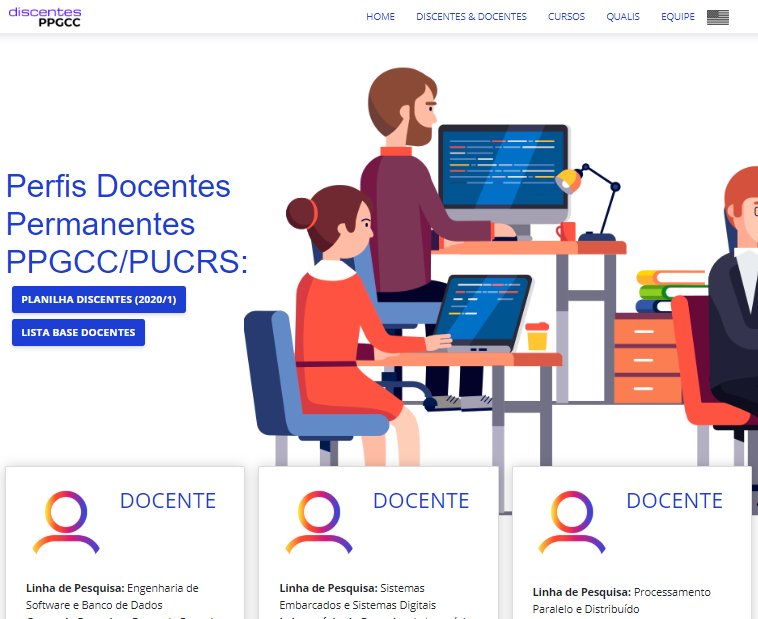 discentes
PPGCC
HOME DISCENTES & DOCENTES CURSOS QUALIS EQUIPE
Perfis Docentes
Permanentes
PPGCC/PUCRS:
PLANILHA DISCENTES (2020/1)
LISTA BASE DOCENTES
DOCENTE
Linha de Pesquisa: Engenharia de
Software e Banco de Dados
DOCENTE
Linha de Pesquisa: Sistemas
Embarcados e Sistemas Digitais
DOCENTE
Linha de Pesquisa: Processamento
Paralelo e Distribuído